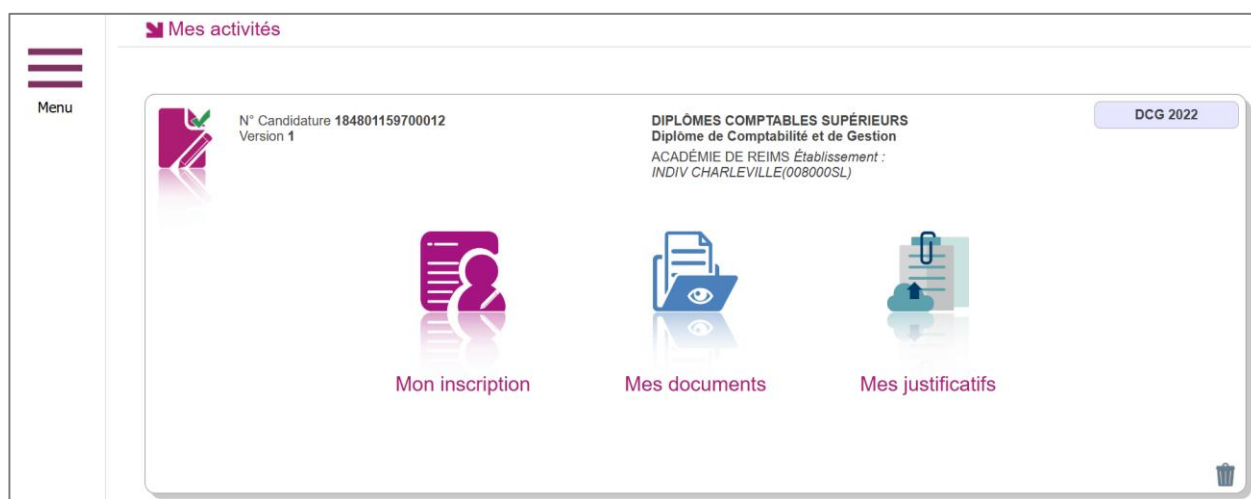 Mes activités
Menu
N° Candidature 184801159700012
Version 1
DIPLÔMES COMPTABLES SUPÉRIEURS
Diplôme de Comptabilité et de Gestion
ACADÉMIE DE REIMS Établissement :
INDIV CHARLEVILLE(008000SL)
DCG 2022
Mon inscription
Mes documents
Mes justificatifs